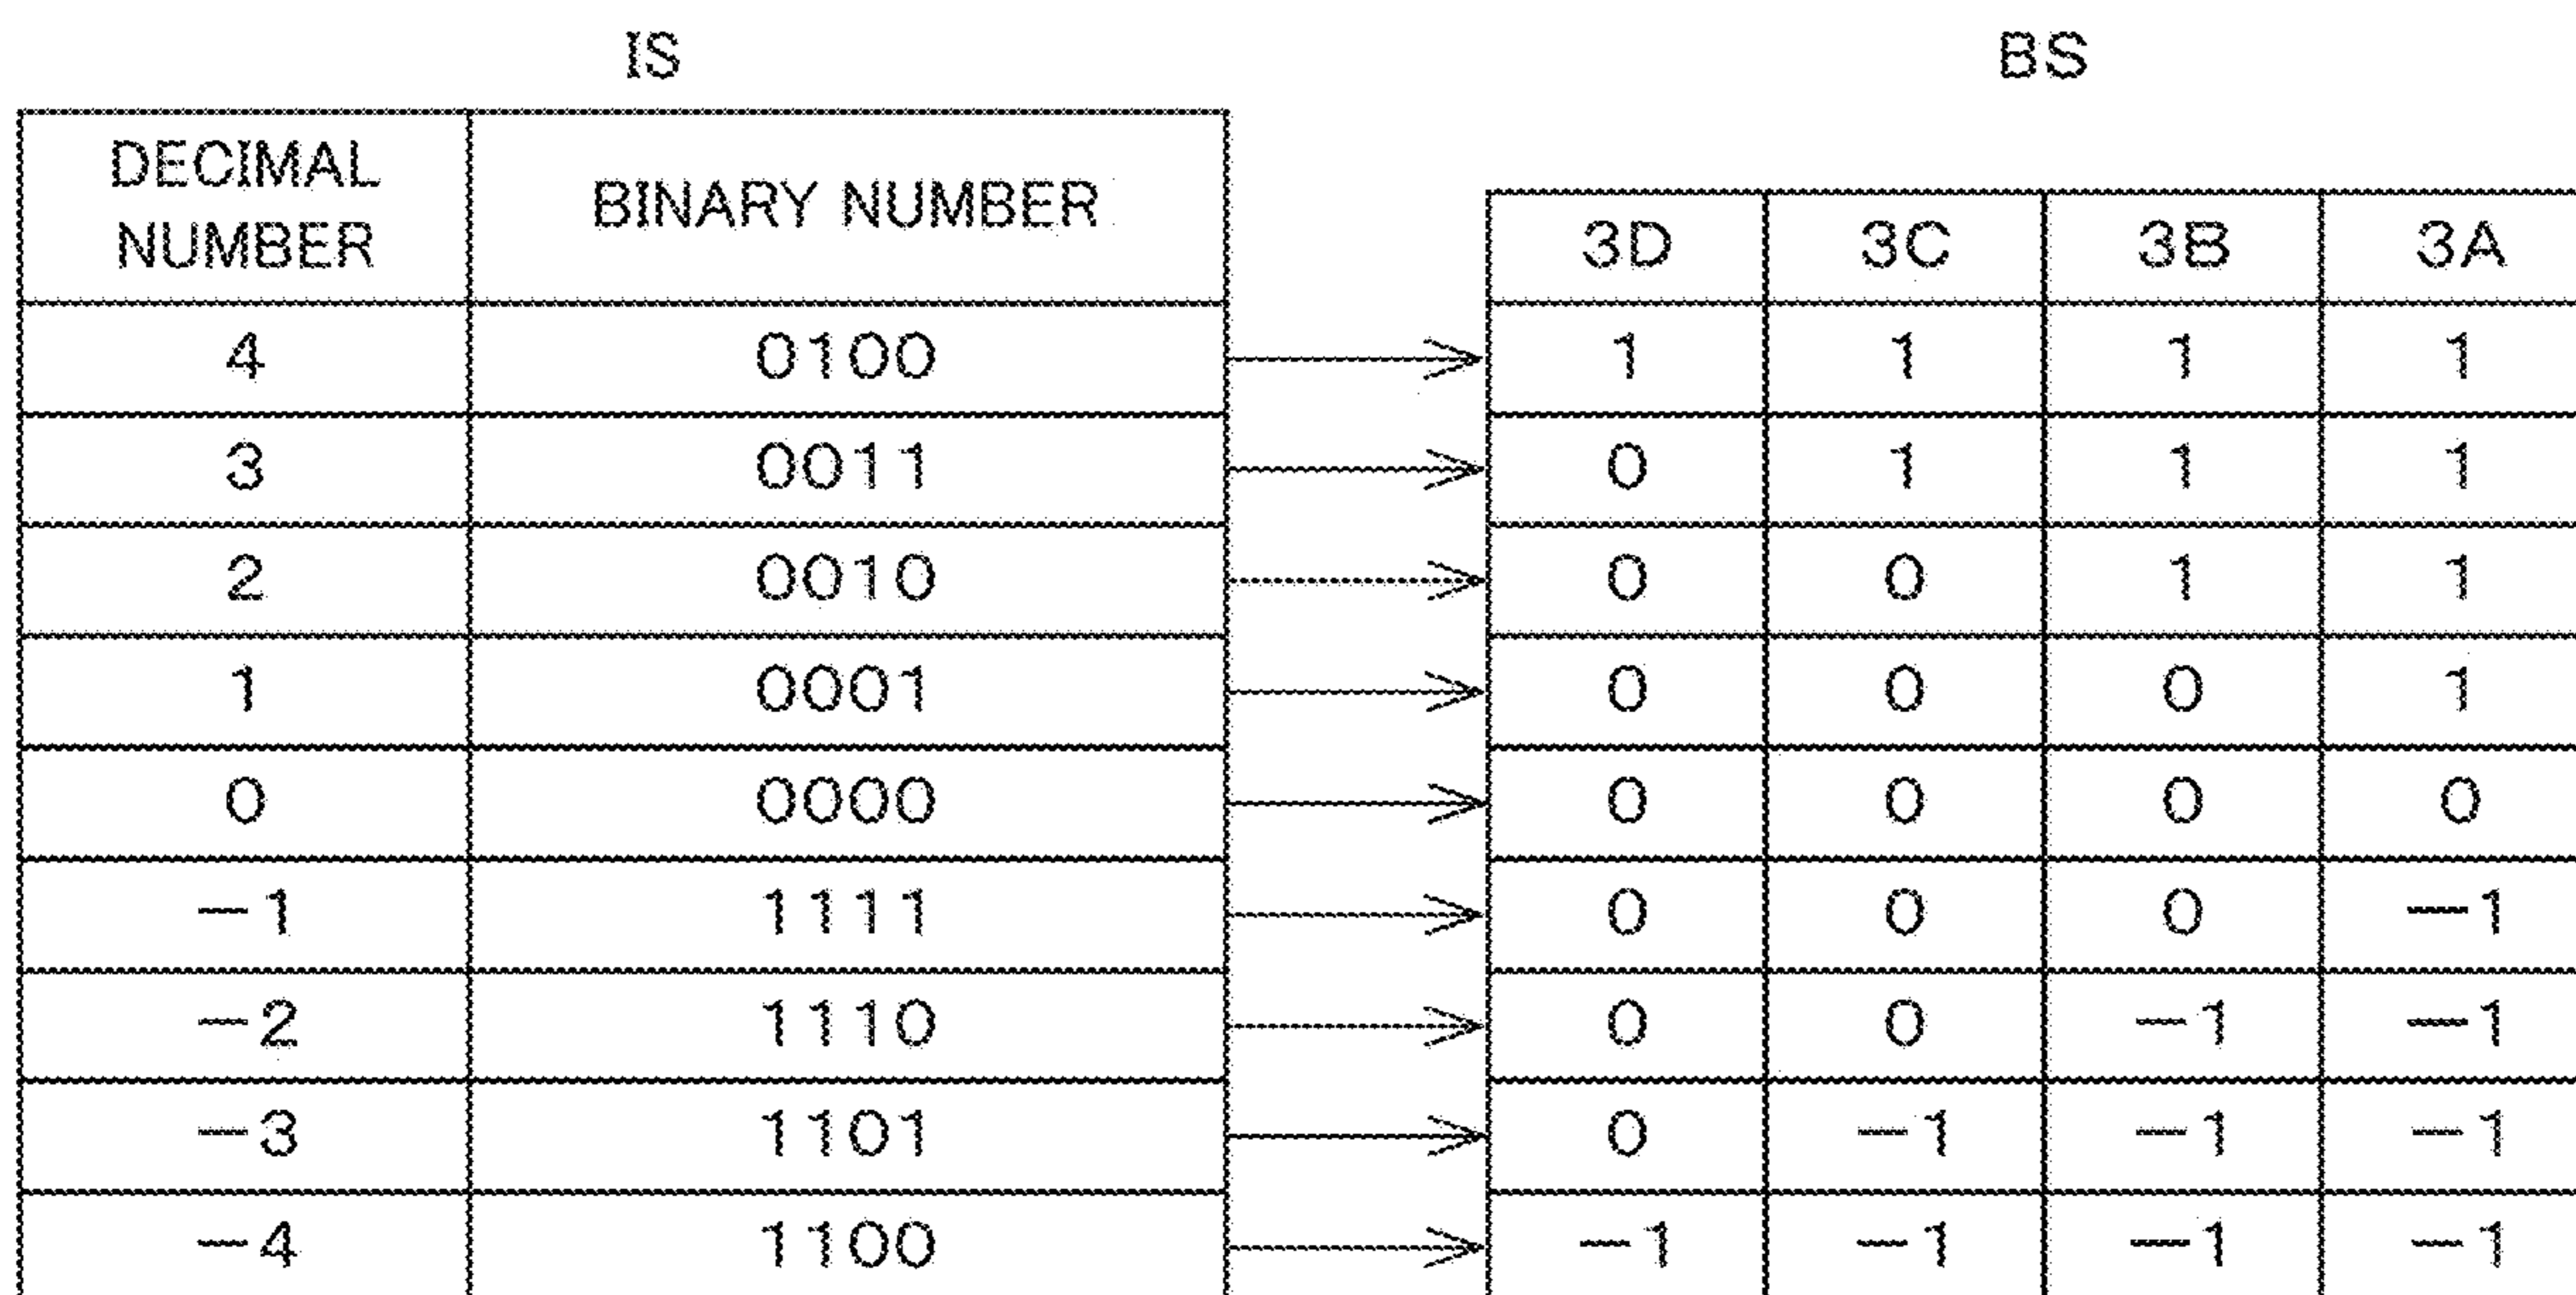 IS BS
DECIMAL
NUMBER
BINARY NUMBER
3D 3C 3B 3A
4 0100 1 1 1 1
3 0011 0 1 1 1
2 0010 0 0 1 1
1 0001 0 0 0 1
0 0000 0 0 0 0
−1 1111 0 0 0 −1
−2 1110 0 0 −1 −1
−3 1101 0 −1 −1 −1
−4 1100 −1 −1 −1 −1